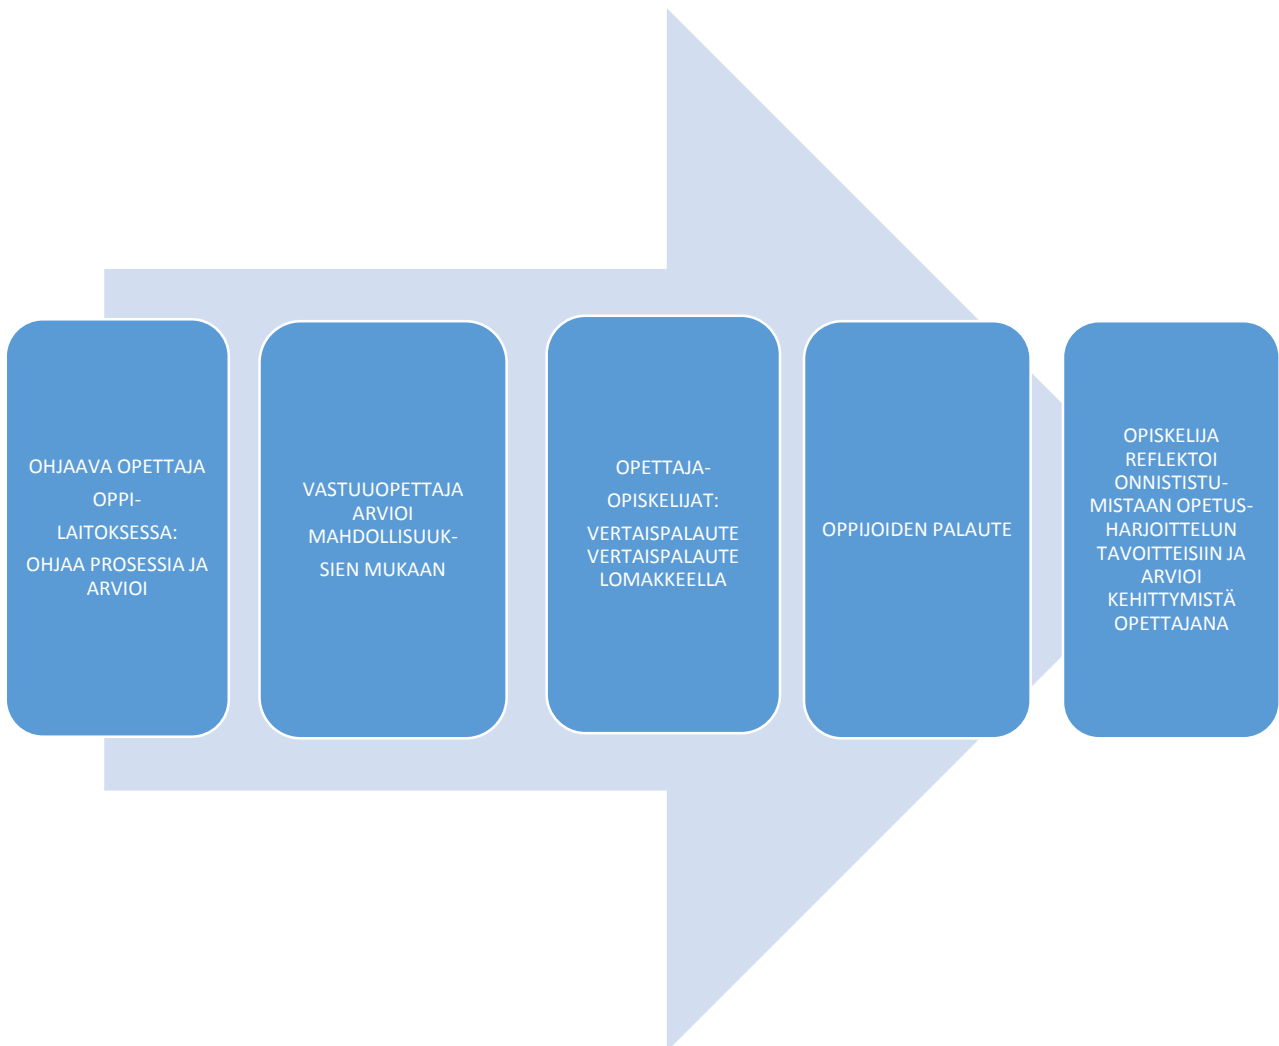 OHJAAVA OPETTAJA
OPPI-
LAITOKSESSA:
OHJAA PROSESSIA JA
ARVIOI
VASTUUOPETTAJA
ARVIOI
MAHDOLLISUUK-
SIEN MUKAAN
OPETTAJA-
OPISKELIJAT:
VERTAISPALAUTE
VERTAISPALAUTE
LOMAKKEELLA
OPPIJOIDEN PALAUTE
OPISKELIJA
REFLEKTOI
ONNISTISTU-
MISTAAN OPETUS-
HARJOITTELUN
TAVOITTEISIIN JA
ARVIOI
KEHITTYMISTÄ
OPETTAJANA